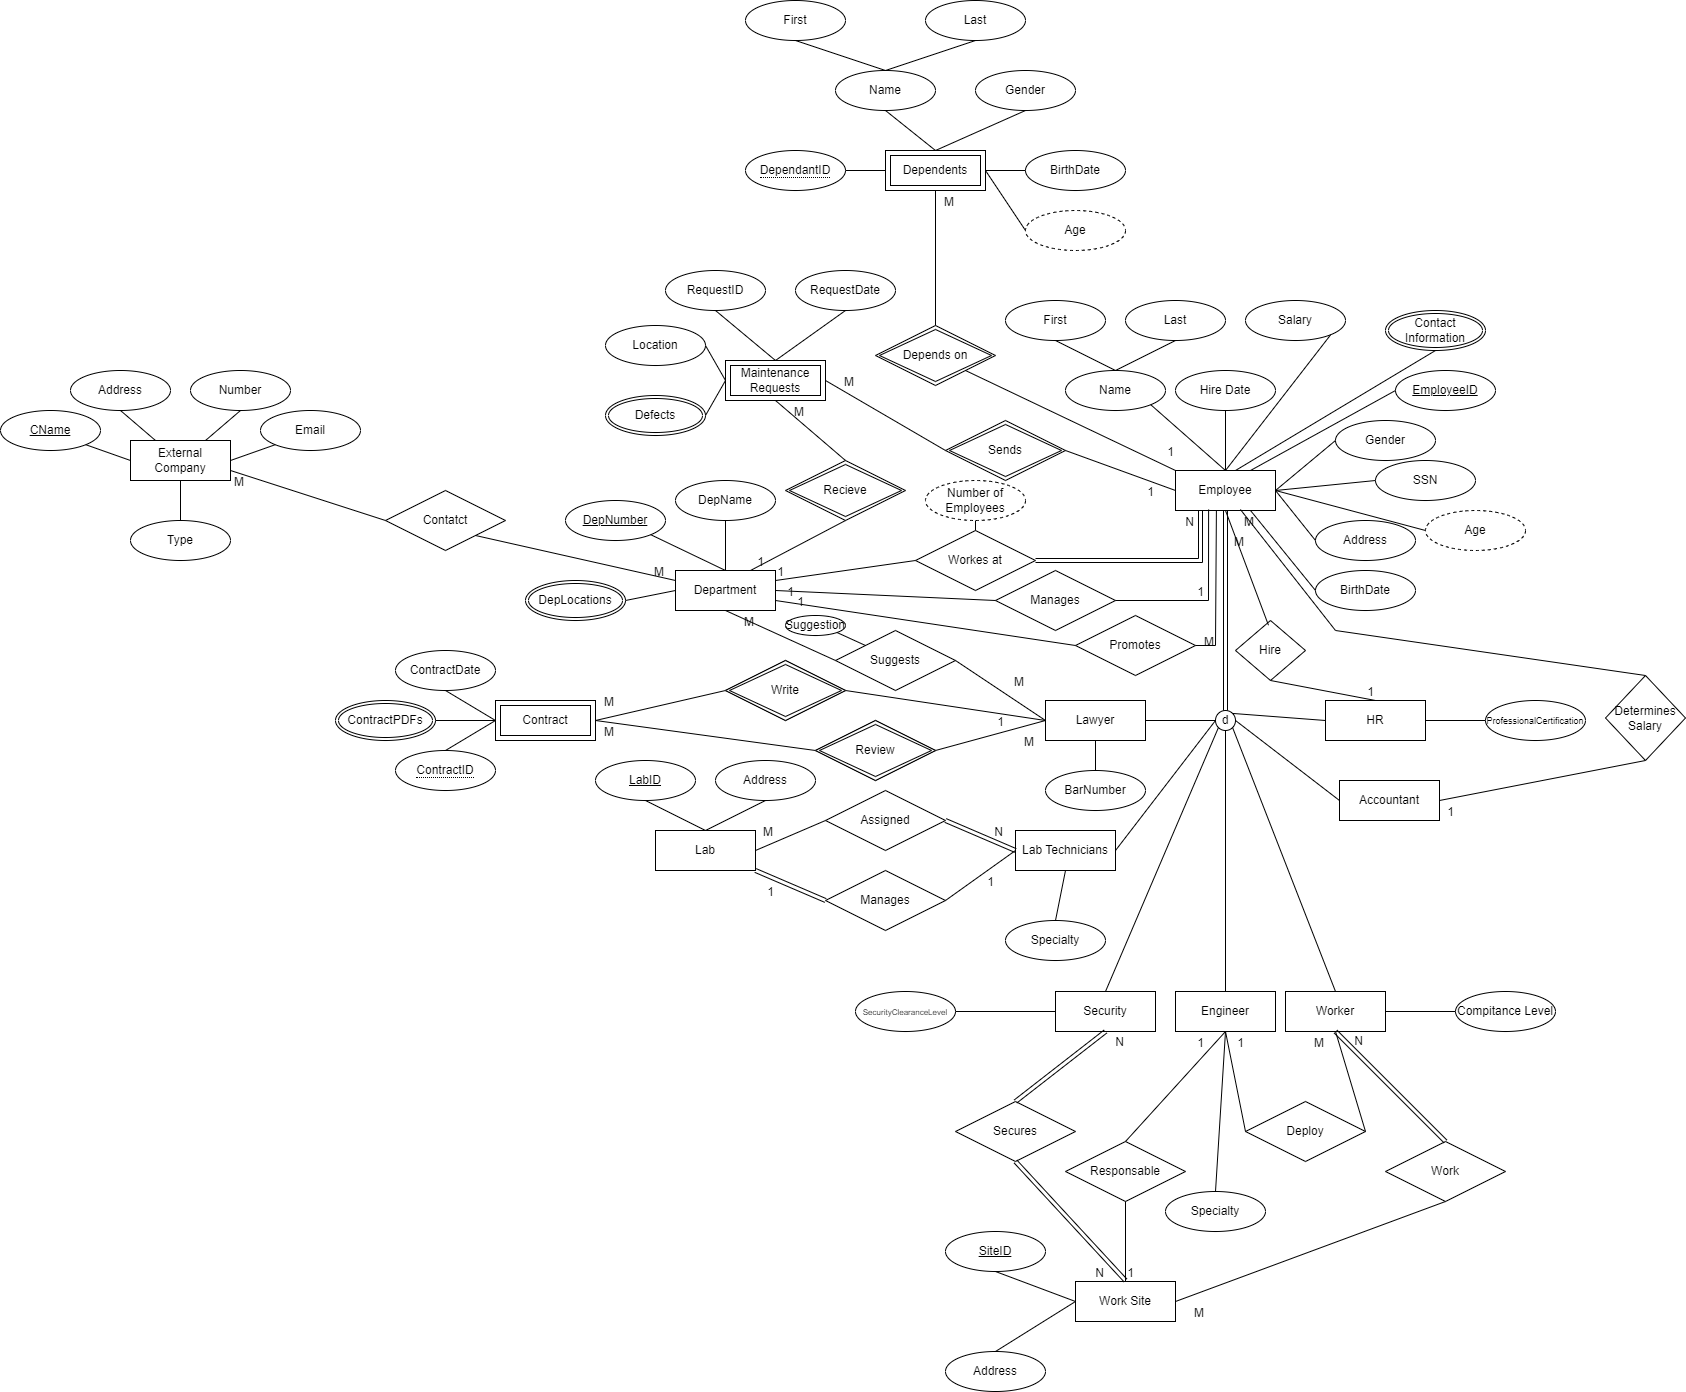 First
Last
Name
Gender
DependantID
Dependents
BirthDate
M
Age
RequestID
RequestDate
First
Last
Salary
Contact
Information
Location
Maintenance
Requests
M
Depends on
Address
Number
Name
Hire Date
EmployeeID
Defects
M
CName
Email
Gender
External
Company
M
Sends
1
1
Employee
SSN
Recieve
Number of
Employees
DepName
DepNumber
Contatct
N
M
Age
M
Address
Type
1
Workes at
M
1
Department
DepLocations
1
1
Manages
1
BirthDate
M
Suggestion
Promotes
M
Hire
Suggests
ContractDate
M
Write
M
1
Determines
Salary
ContractPDFs
Contract
1
Lawyer
d
HR
ProfessionalCertification
M
M
Review
ContractID
LabID
Address
BarNumber
Accountant
1
M
Assigned
N
Lab
Lab Technicians
1
Manages
1
Specialty
SecurityClearanceLevel
Security
Engineer
Worker
Compitance Level
N
1
1
M
N
Secures
Deploy
Responsable
Work
Specialty
SiteID
N
1
Work Site
M
Address